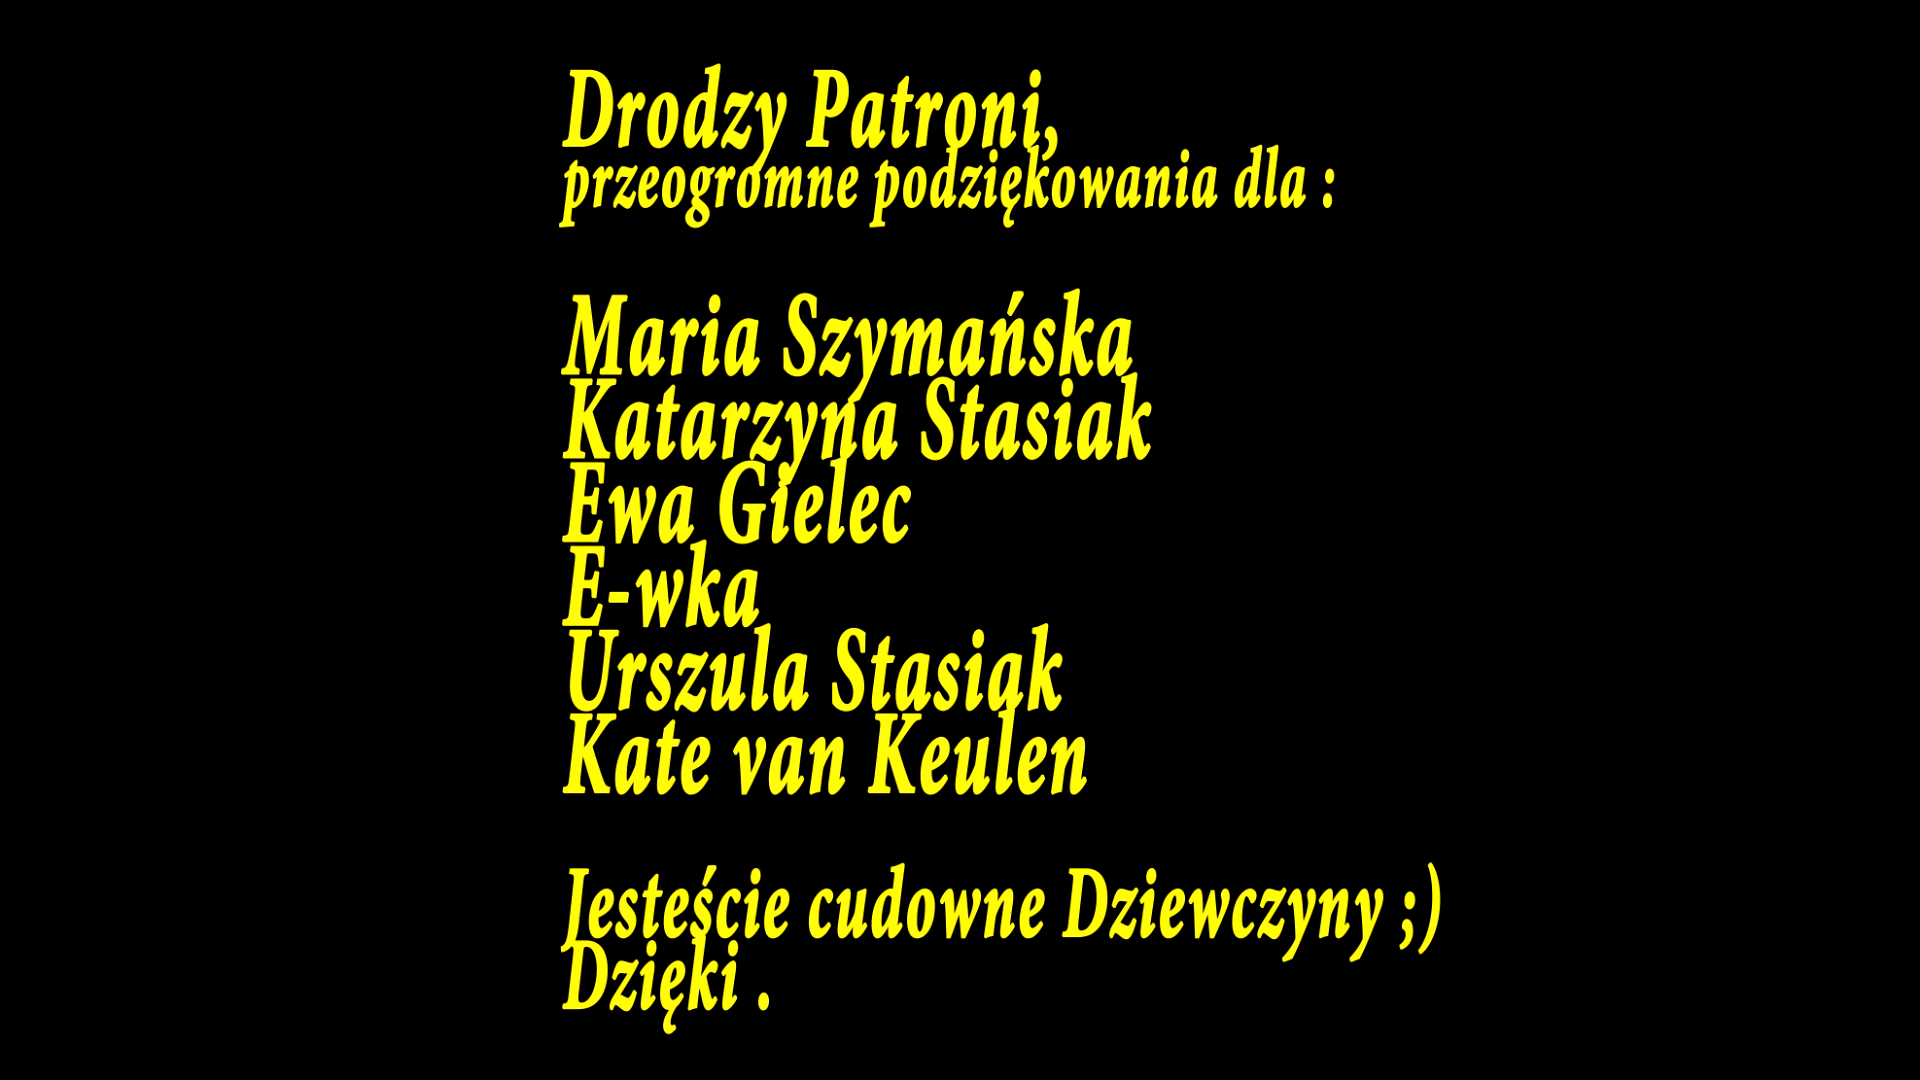 Drodzy Patroni,
przeogromne podziękowania dla :
Maria Szymańska
Katarzyna Stasiak
Ewa Gielec
E-wka
Urszula Stasiak
Kate van Keulen
Jesteście cudowne Dziewczyny ;)
Dzięki .